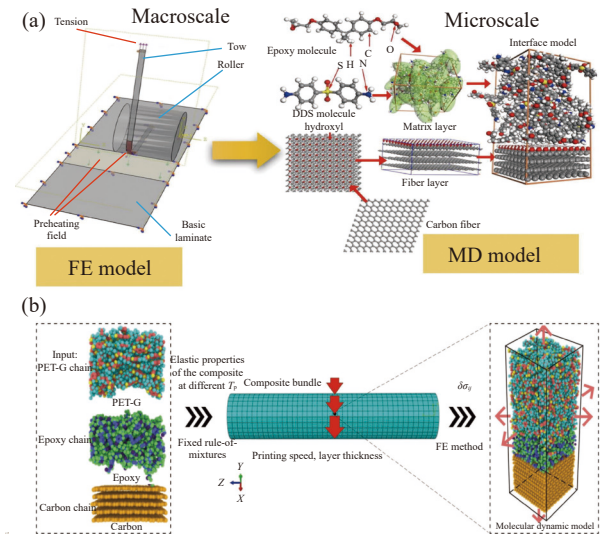 (a)
Macroscale
Tension
Tow
Roller
Preheating
field
Basic
laminate
FE model
Microscale
Epoxy molecule
O
C
H
N
S
DDS molecule
hydroxyl
Matrix layer
Interface model
Fiber layer
Carbon fiber
MD model
(b)
Input:
PET-G chain
PET-G
Epoxy chain
Epoxy
Carbon chain
Carbon
Elastic properties
of the composite
at different Tp
Fixed rule-of-
mixtures
Composite bundle
Printing speed, layer thickness
Y
Z
X
δσij
FE method
Molecular dynamic model